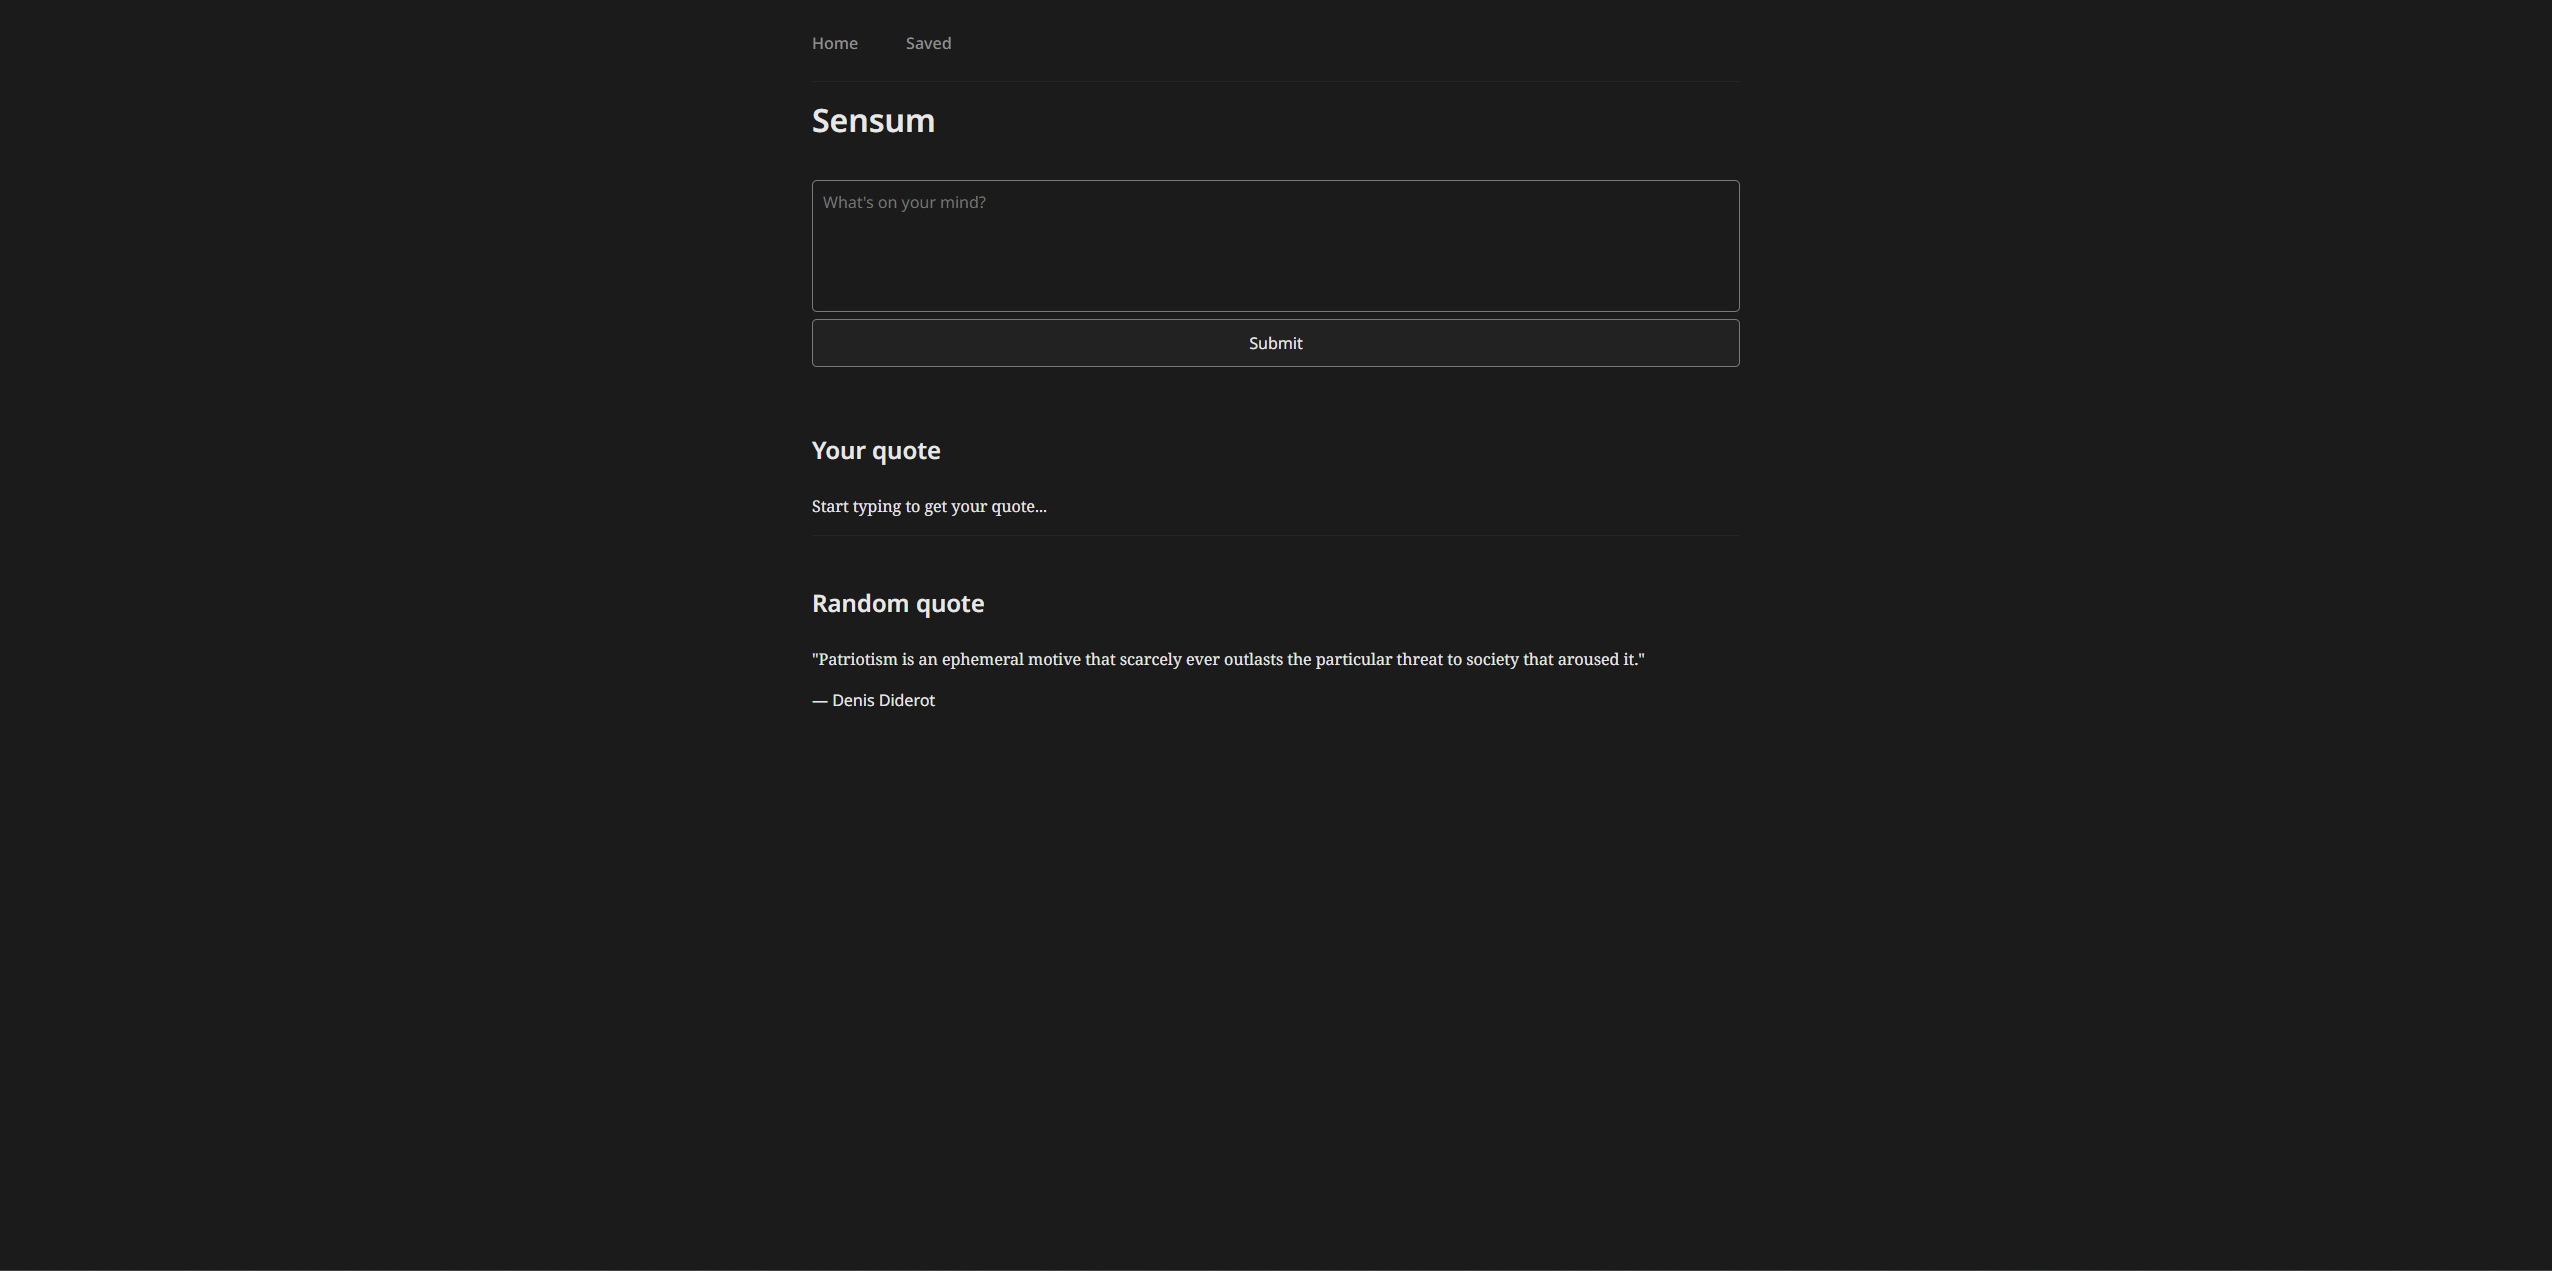 Home Saved
Sensum
What's on your mind?
Submit
Your quote
Start typing to get your quote...
Random quote
"Patriotism is an ephemeral motive that scarcely ever outlasts the particular threat to society that aroused it."
— Denis Diderot